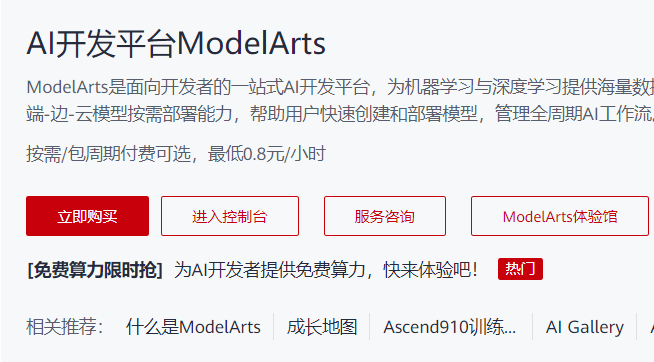 AI开发平台ModelArts
ModelArts是面向开发者的一站式AI开发平台，为机器学习与深度学习提供海量数
端-边-云模型按需部署能力，帮助用户快速创建和部署模型，管理全周期AI工作流
按需/包周期付费可选，最低0.8元/小时
立即购买 进入控制台 服务咨询 ModelArts体验馆
[免费算力限时抢] 为AI开发者提供免费算力，快来体验吧！ 热门
相关推荐： 什么是ModelArts 成长地图 Ascend910训练... AI Gallery